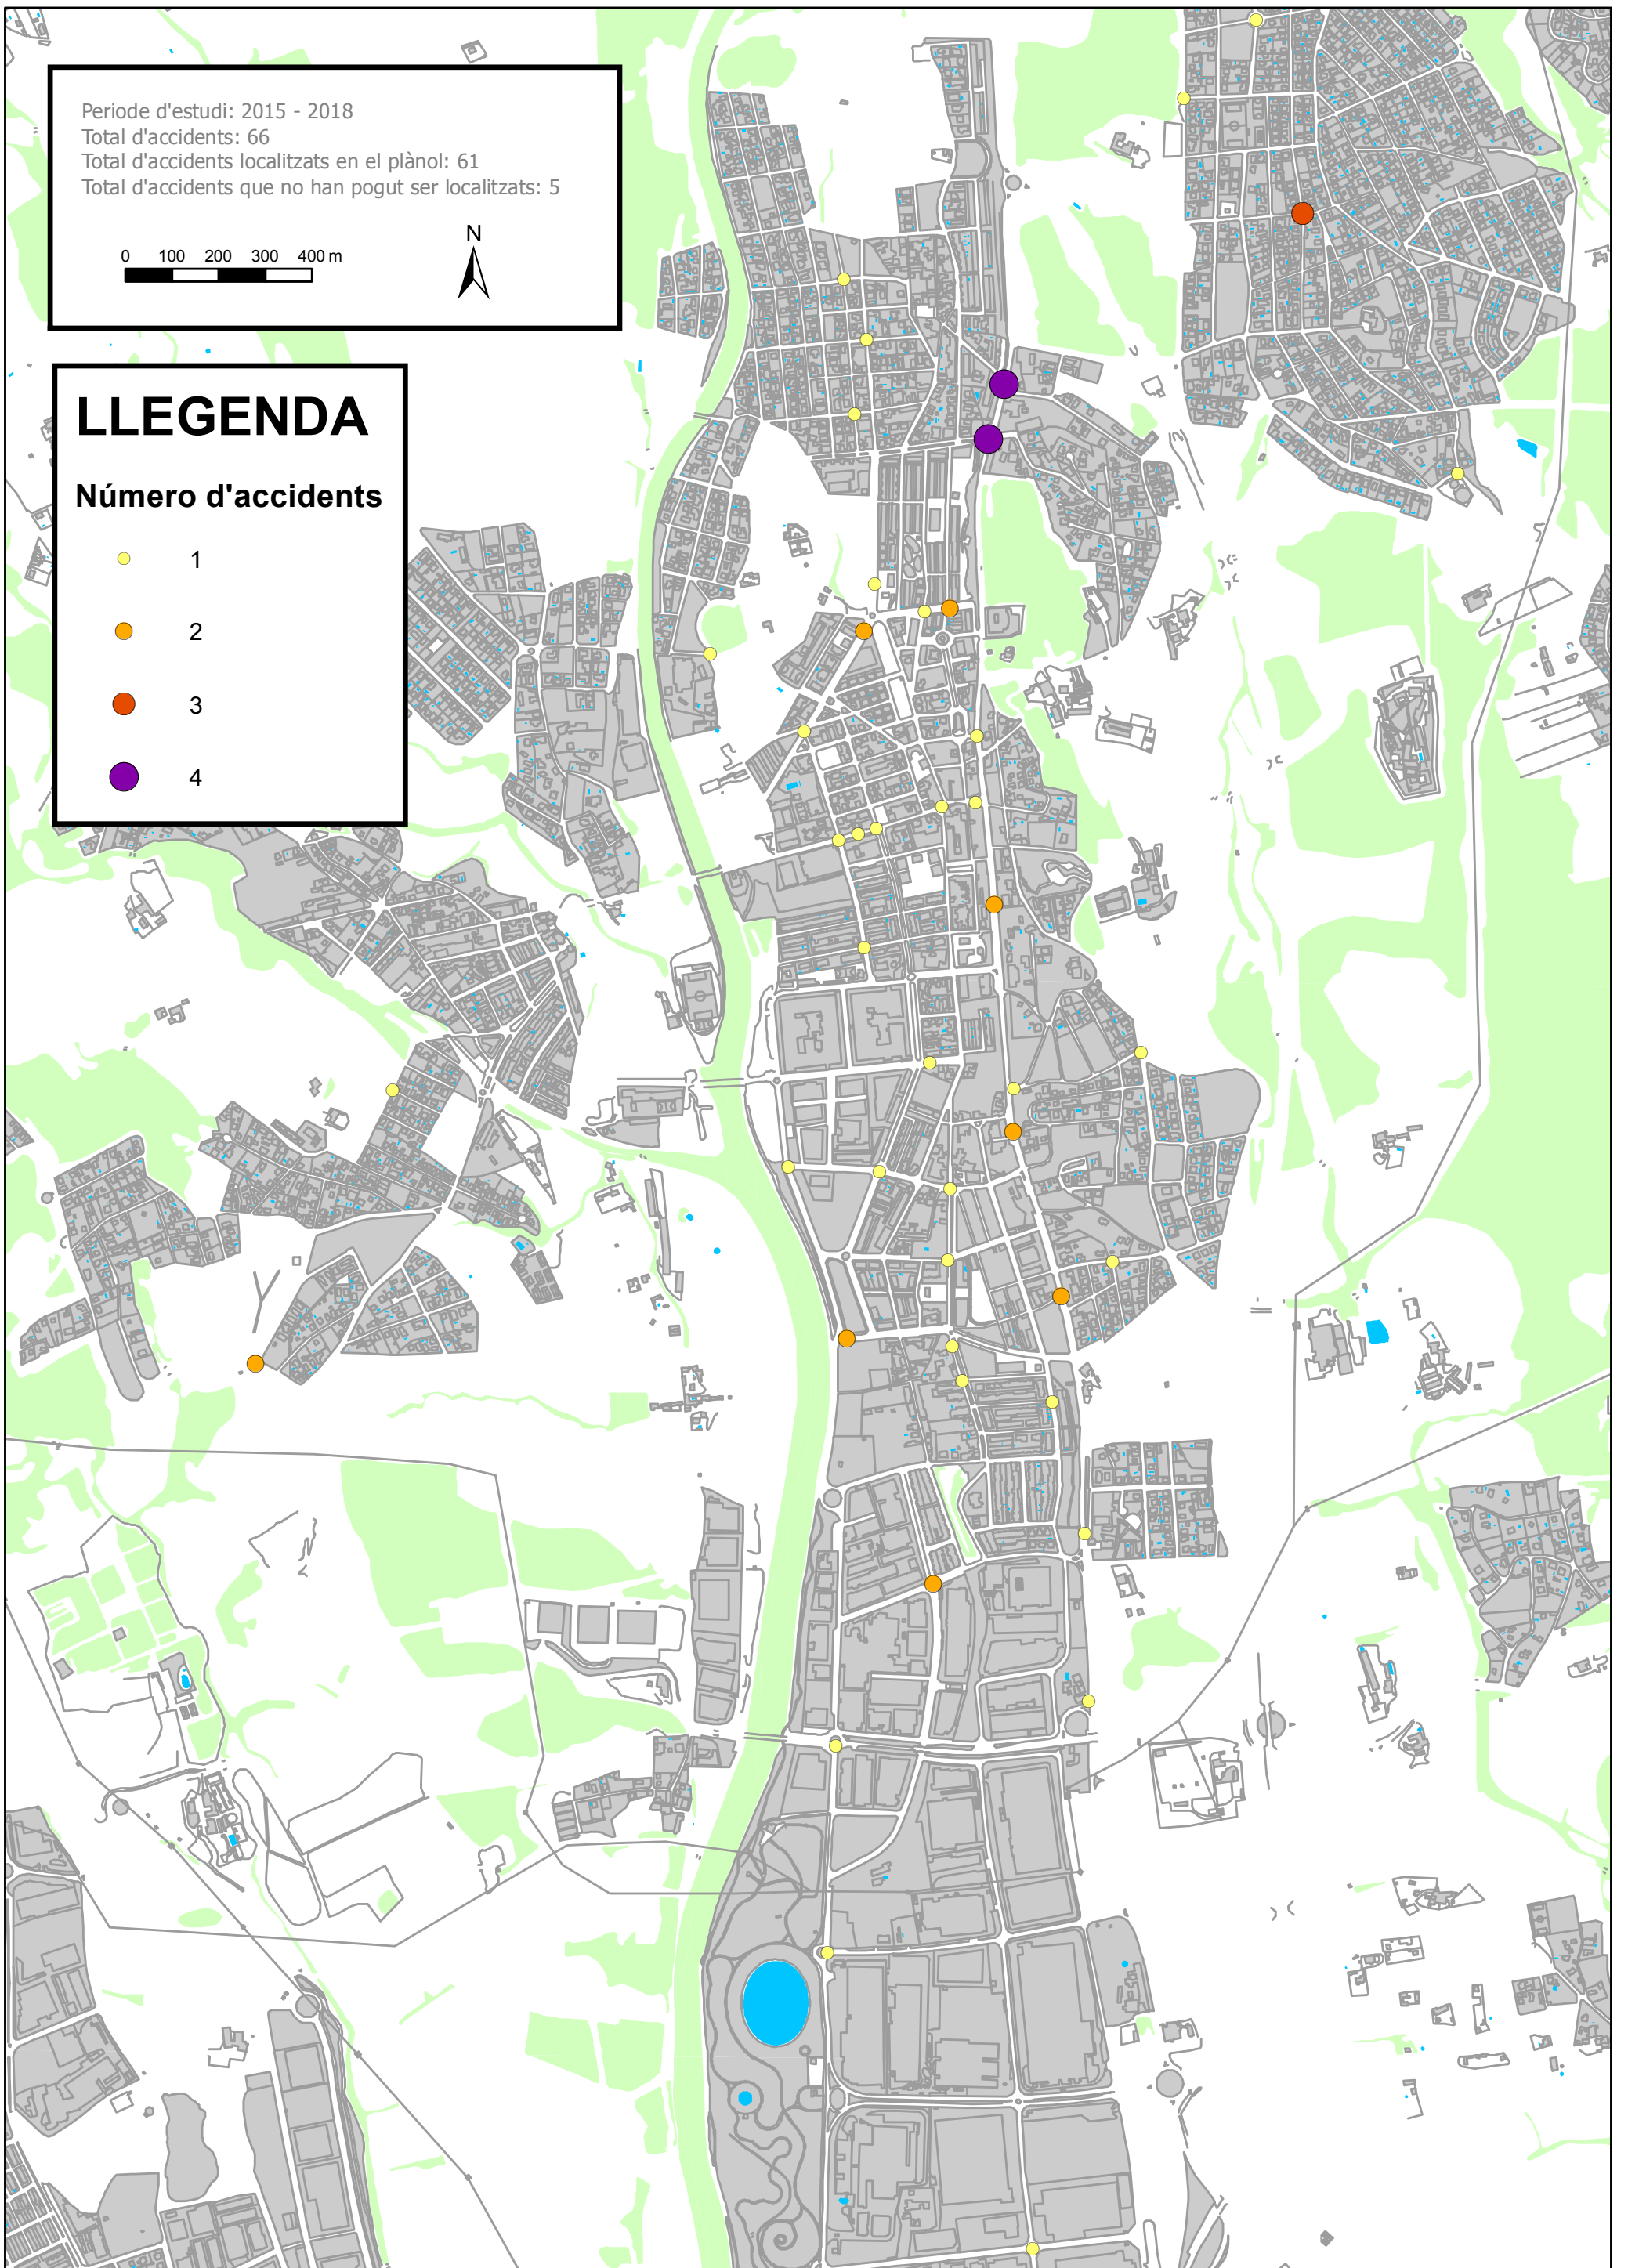 Periode d'estudi: 2015 - 2018
Total d'accidents: 66
Total d'accidents localitzats en el plànol: 61
Total d'accidents que no han pogut ser localitzats: 5
N
0 100 200 300 400 m
LLEGENDA
Número d'accidents
1
2
3
4